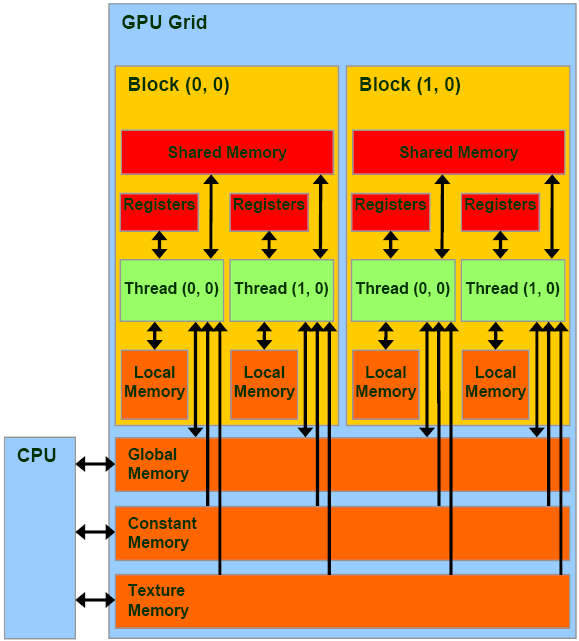 GPU Grid
Block (0, 0)
Block (1, 0)
Shared Memory
Shared Memory
Registers
Registers
Registers
Registers
Thread (0, 0)
Thread (1, 0)
Thread (0, 0)
Thread (1, 0)
Local
Memory
Local
Memory
Local
Memory
Local
Memory
CPU
Global
Memory
Constant
Memory
Texture
Memory